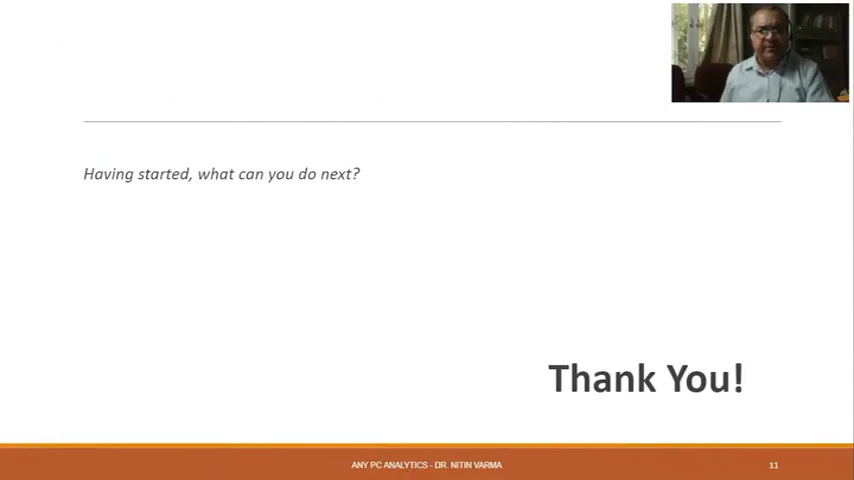 Having started, what can you do next?
Thank You!
ANY PC ANALYTICS - DR. NITIN VARMA
11